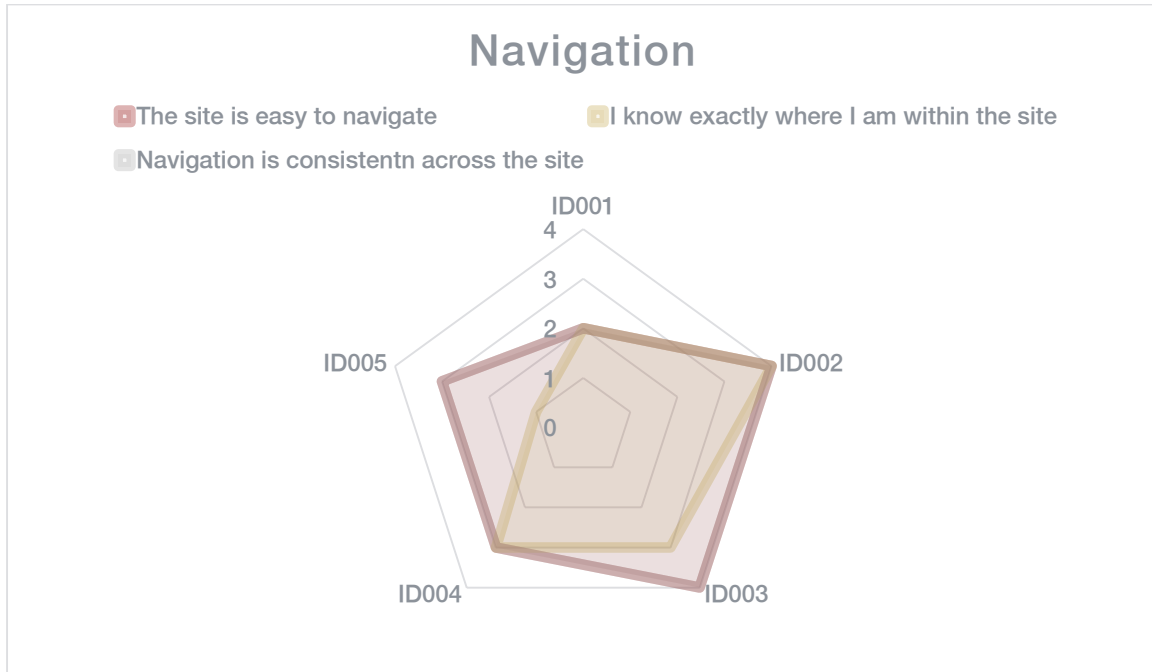 Navigation
The site is easy to navigate
I know exactly where I am within the site
Navigation is consistentn across the site
ID001
4
3
2
1
0
ID002
ID005
ID004
ID003